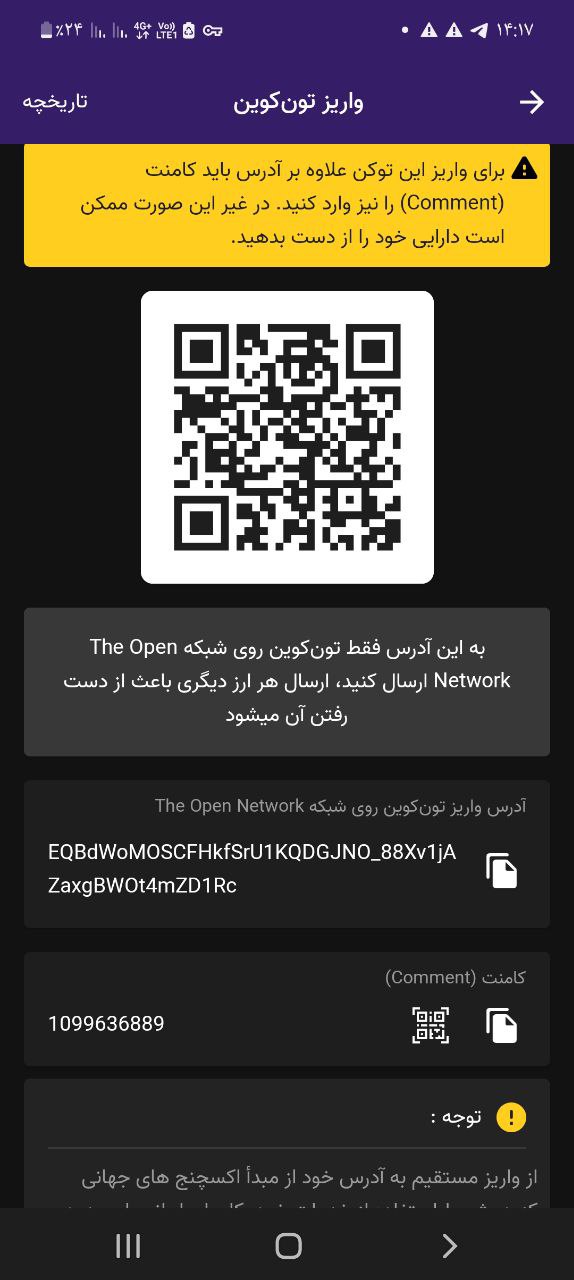 ٪۲۴ 4G+ Vo)) LTE1 ۱۴:۱۷
واریز تون‌کوین
تاریخچه
برای واریز این توکن علاوه بر آدرس باید کامنت
(Comment) را نیز وارد کنید. در غیر این صورت ممکن
است دارایی خود را از دست بدهید.
به این آدرس فقط تون‌کوین روی شبکه The Open
Network ارسال کنید، ارسال هر ارز دیگری باعث از دست
رفتن آن میشود
آدرس واریز تون‌کوین روی شبکه The Open Network
EQBdWoMOSCFHkfSrU1KQDGJNO_88Xv1jA
ZaxgBWOt4mZD1Rc
کامنت (Comment)
1099636889
توجه :
از واریز مستقیم به آدرس خود از مبدأ اکسچنج های جهانی